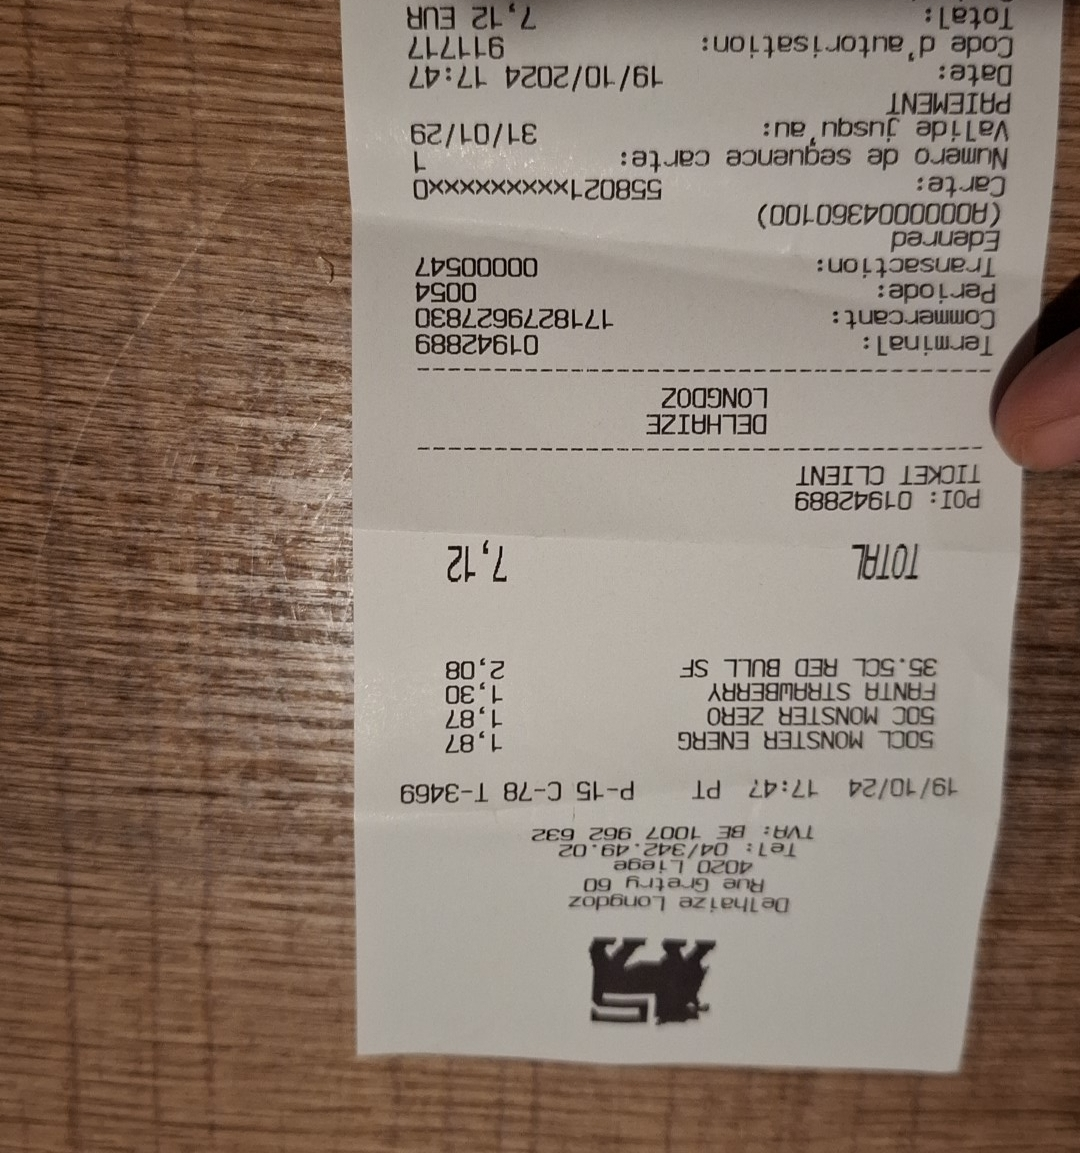 Delhaize Longdoz
Rue Gretry 60
4020 Liege
Tel: 04/342.49.02
TVA: BE 1007 962 632
19/10/24 17:47 PT P-15 C-78 T-3469
50CL MONSTER ENERG 1,87
50C MONSTER ZERO 1,87
FANTA STRAWBERRY 1,30
35.5CL RED BULL SF 2,08
TOTAL 7,12
POI: 01942889
TICKET CLIENT
DELHAIZE
LONGDOZ
Terminal: 01942889
Commercant: 1718279627830
Periode: 0054
Transaction: 00000547
Edenred
(A00000004360100)
Carte: 558021xxxxxxxxxx0
Numero de sequence carte: 1
Valide jusqu'au: 31/01/29
PAIEMENT
Date: 19/10/2024 17:47
Code d'autorisation: 911717
Total: 7,12 EUR